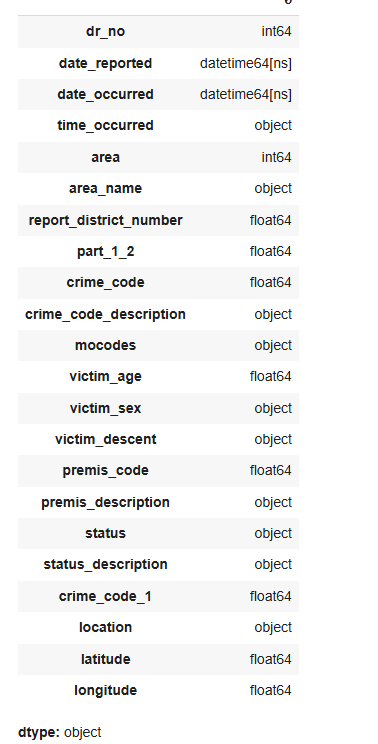 0
dr_no int64
date_reported datetime64[ns]
date_occurred datetime64[ns]
time_occurred object
area int64
area_name object
report_district_number float64
part_1_2 float64
crime_code float64
crime_code_description object
mocodes object
victim_age float64
victim_sex object
victim_descent object
premis_code float64
premis_description object
status object
status_description object
crime_code_1 float64
location object
latitude float64
longitude float64
dtype: object